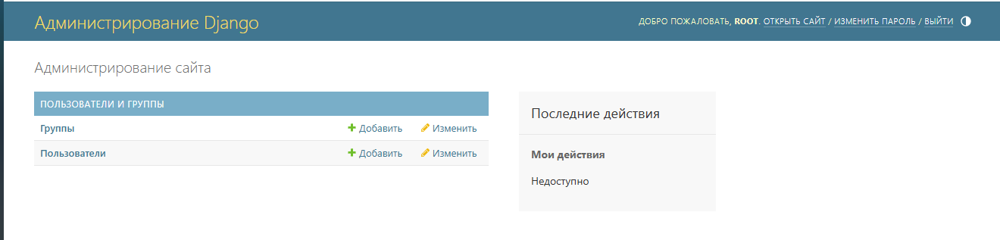 Администрирование Django
ДОБРО ПОЖАЛОВАТЬ, ROOT. ОТКРЫТЬ САЙТ / ИЗМЕНИТЬ ПАРОЛЬ / ВЫЙТИ
Администрирование сайта
ПОЛЬЗОВАТЕЛИ И ГРУППЫ
Группы Добавить Изменить
Пользователи Добавить Изменить
Последние действия
Мои действия
Недоступно